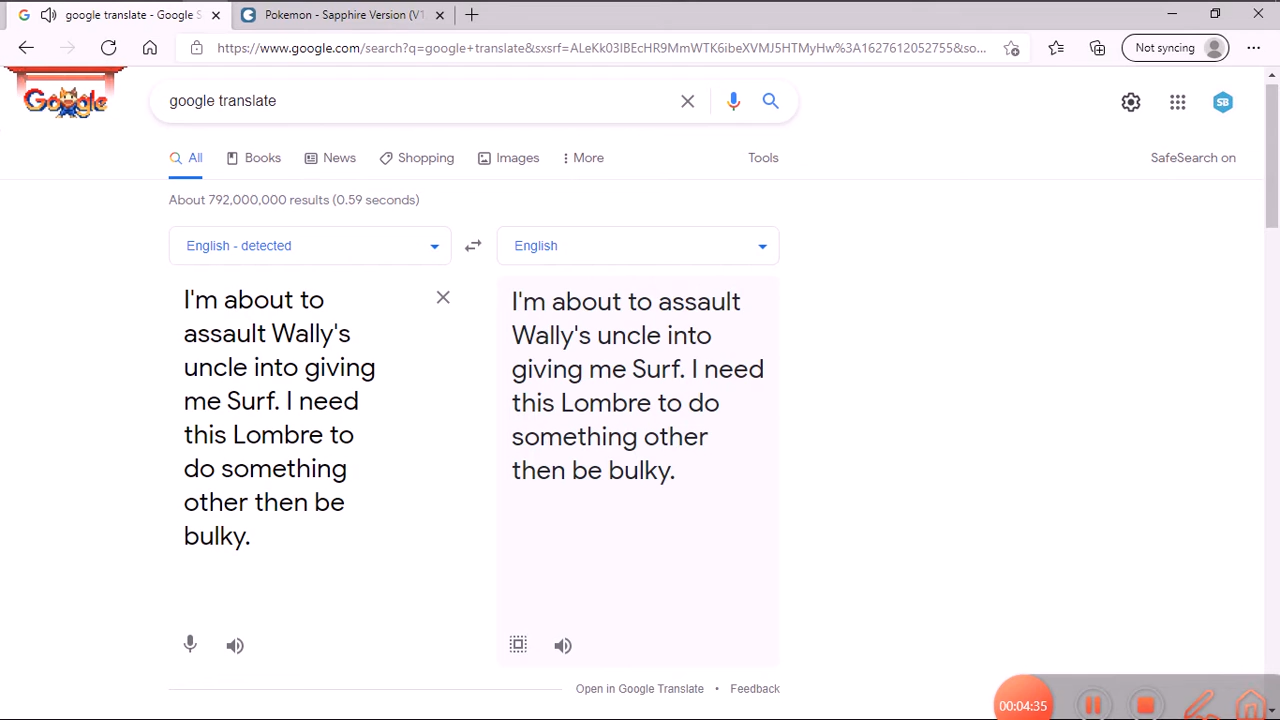 google translate - Google S
Pokemon - Sapphire Version (V1
https://www.google.com/search?q=google+translate&sxsrf=ALeKk03IBEcHR9MmWTK0beXVMJ5HTMyHw%3A1627612052755&so...
Not syncing
Google
google translate
SB
All
Books
News
Shopping
Images
More
Tools
SafeSearch on
About 792,000,000 results (0.59 seconds)
English - detected
English
I'm about to
assault Wally's
uncle into giving
me Surf. I need
this Lombre to
do something
other then be
bulky.
I'm about to assault
Wally's uncle into
giving me Surf. I need
this Lombre to do
something other
then be bulky.
Open in Google Translate • Feedback
00:04:35